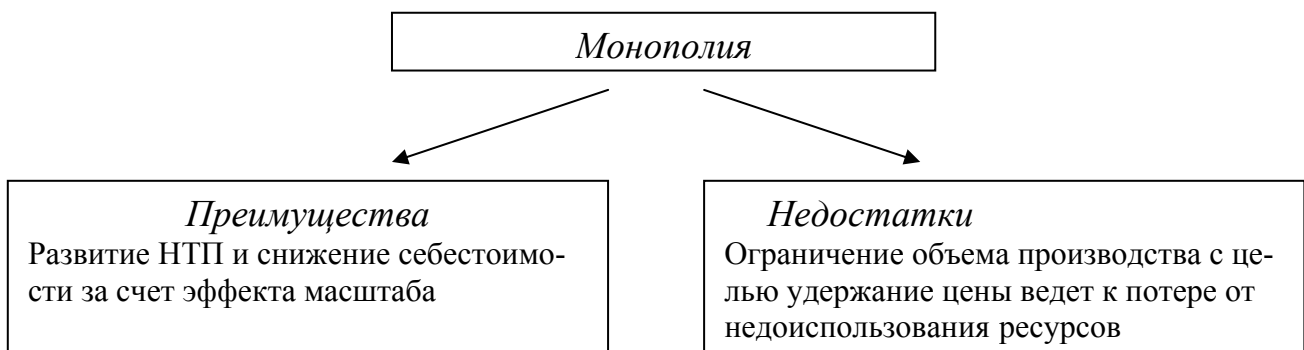 Монополия
Преимущества
Развитие НТП и снижение себестоимо-
сти за счет эффекта масштаба
Недостатки
Ограничение объема производства с це-
лью удержание цены ведет к потере от
недоиспользования ресурсов